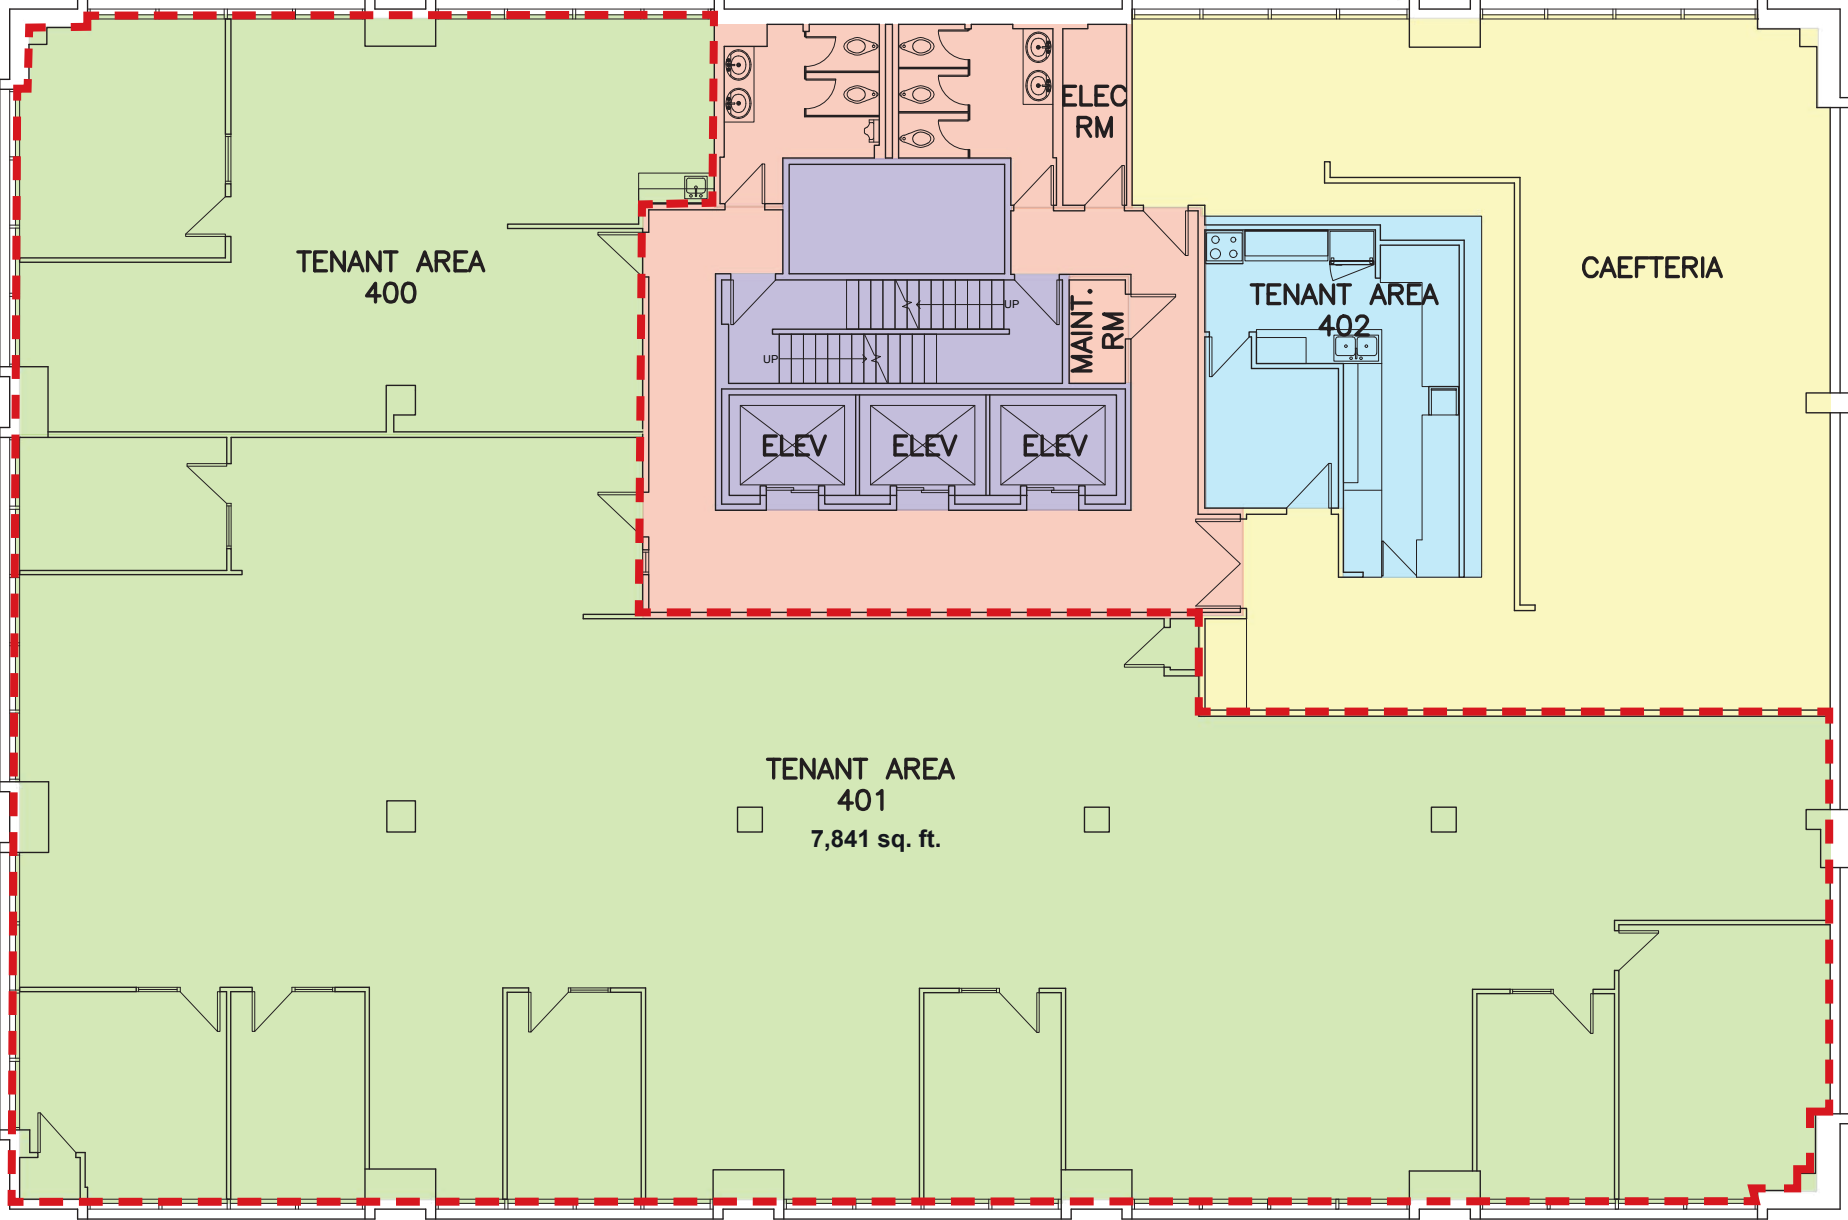 ELEC
RM
TENANT AREA
400
CAEFTERIA
TENANT AREA
402
UP
MAINT.
RM
UP
ELEV
ELEV
ELEV
TENANT AREA
401
7,841 sq. ft.